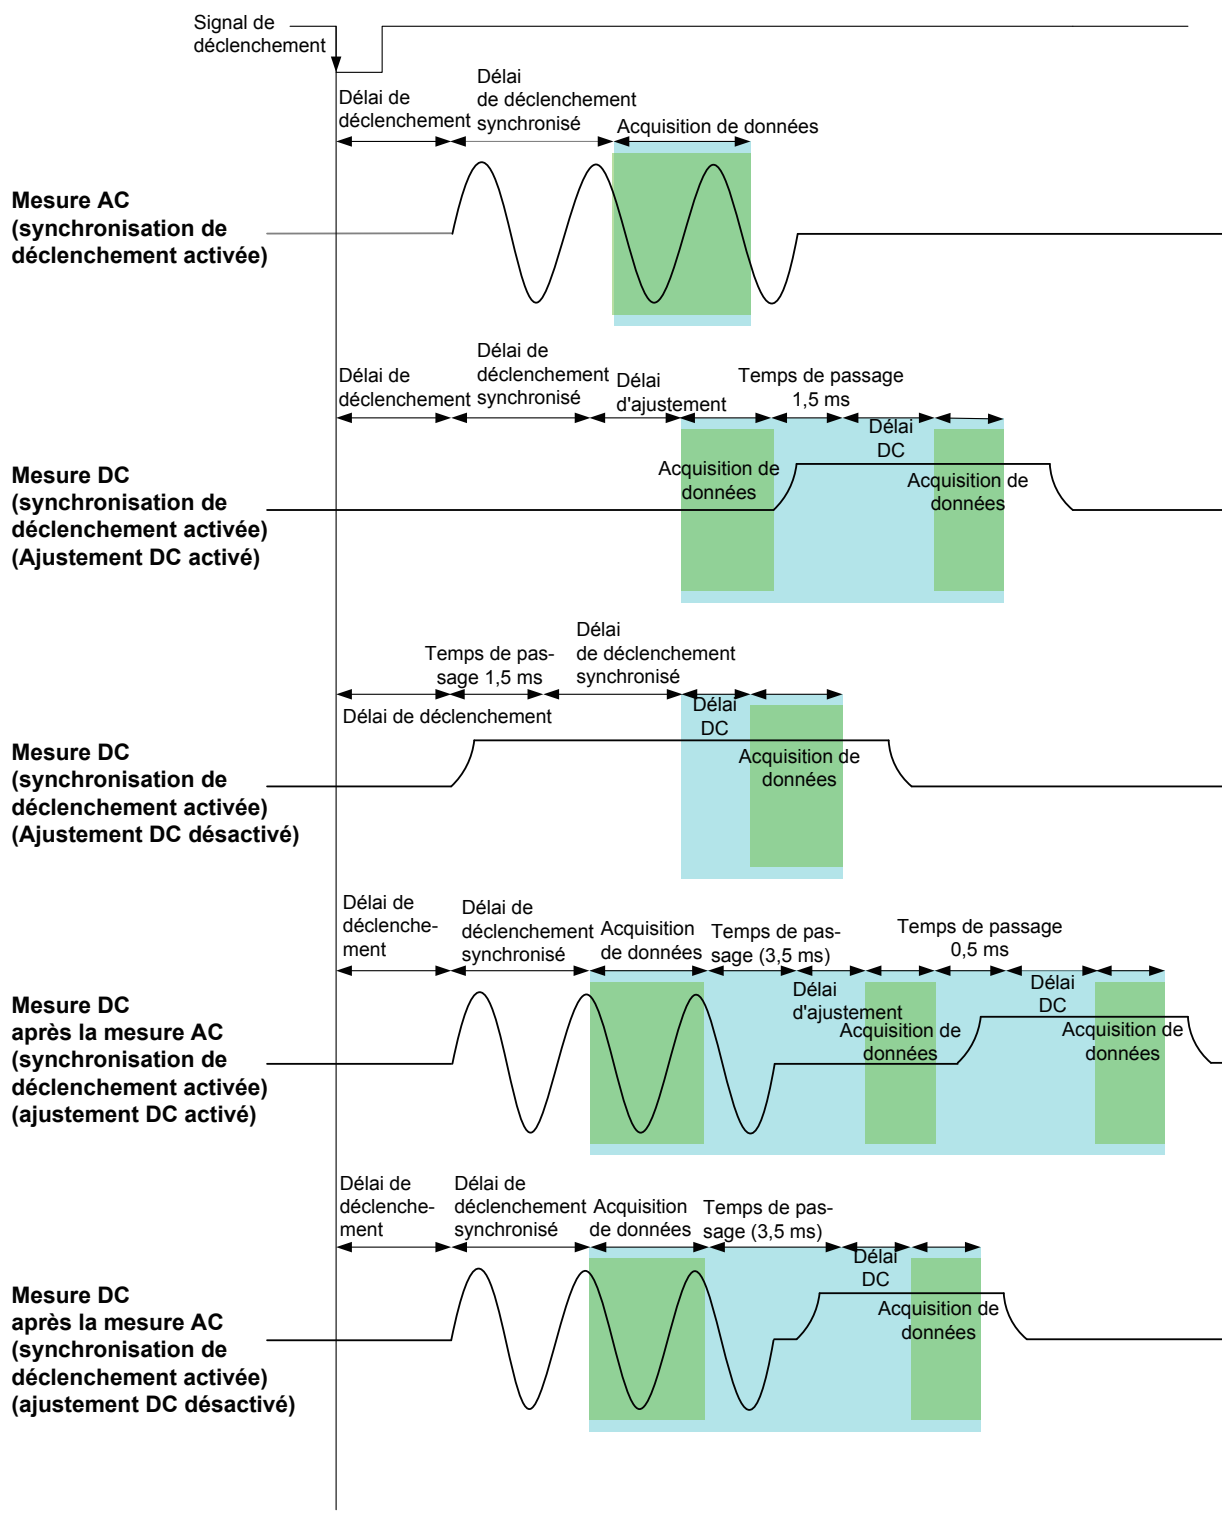 Signal de
déclenchement
Délai de
déclenchement
Délai
de déclenchement
synchronisé
Acquisition de données
Mesure AC
(synchronisation de
déclenchement activée)
Délai de
déclenchement
Délai de
déclenchement
synchronisé
Délai
d'ajustement
Temps de passage
1,5 ms
Délai
DC
Acquisition de
données
Acquisition de
données
Mesure DC
(synchronisation de
déclenchement activée)
(Ajustement DC activé)
Temps de pas-
sage 1,5 ms
Délai
de déclenchement
synchronisé
Délai de déclenchement
Délai
DC
Acquisition de
données
Mesure DC
(synchronisation de
déclenchement activée)
(Ajustement DC désactivé)
Délai de
déclenche-
ment
Délai de
déclenchement
synchronisé
Acquisition
de données
Temps de pas-
sage (3,5 ms)
Temps de passage
0,5 ms
Délai
d'ajustement
Acquisition de
données
Délai
DC
Acquisition de
données
Mesure DC
après la mesure AC
(synchronisation de
déclenchement activée)
(ajustement DC activé)
Délai de
déclenche-
ment
Délai de
déclenchement
synchronisé
Acquisition
de données
Temps de pas-
sage (3,5 ms)
Délai
DC
Acquisition de
données
Mesure DC
après la mesure AC
(synchronisation de
déclenchement activée)
(ajustement DC désactivé)